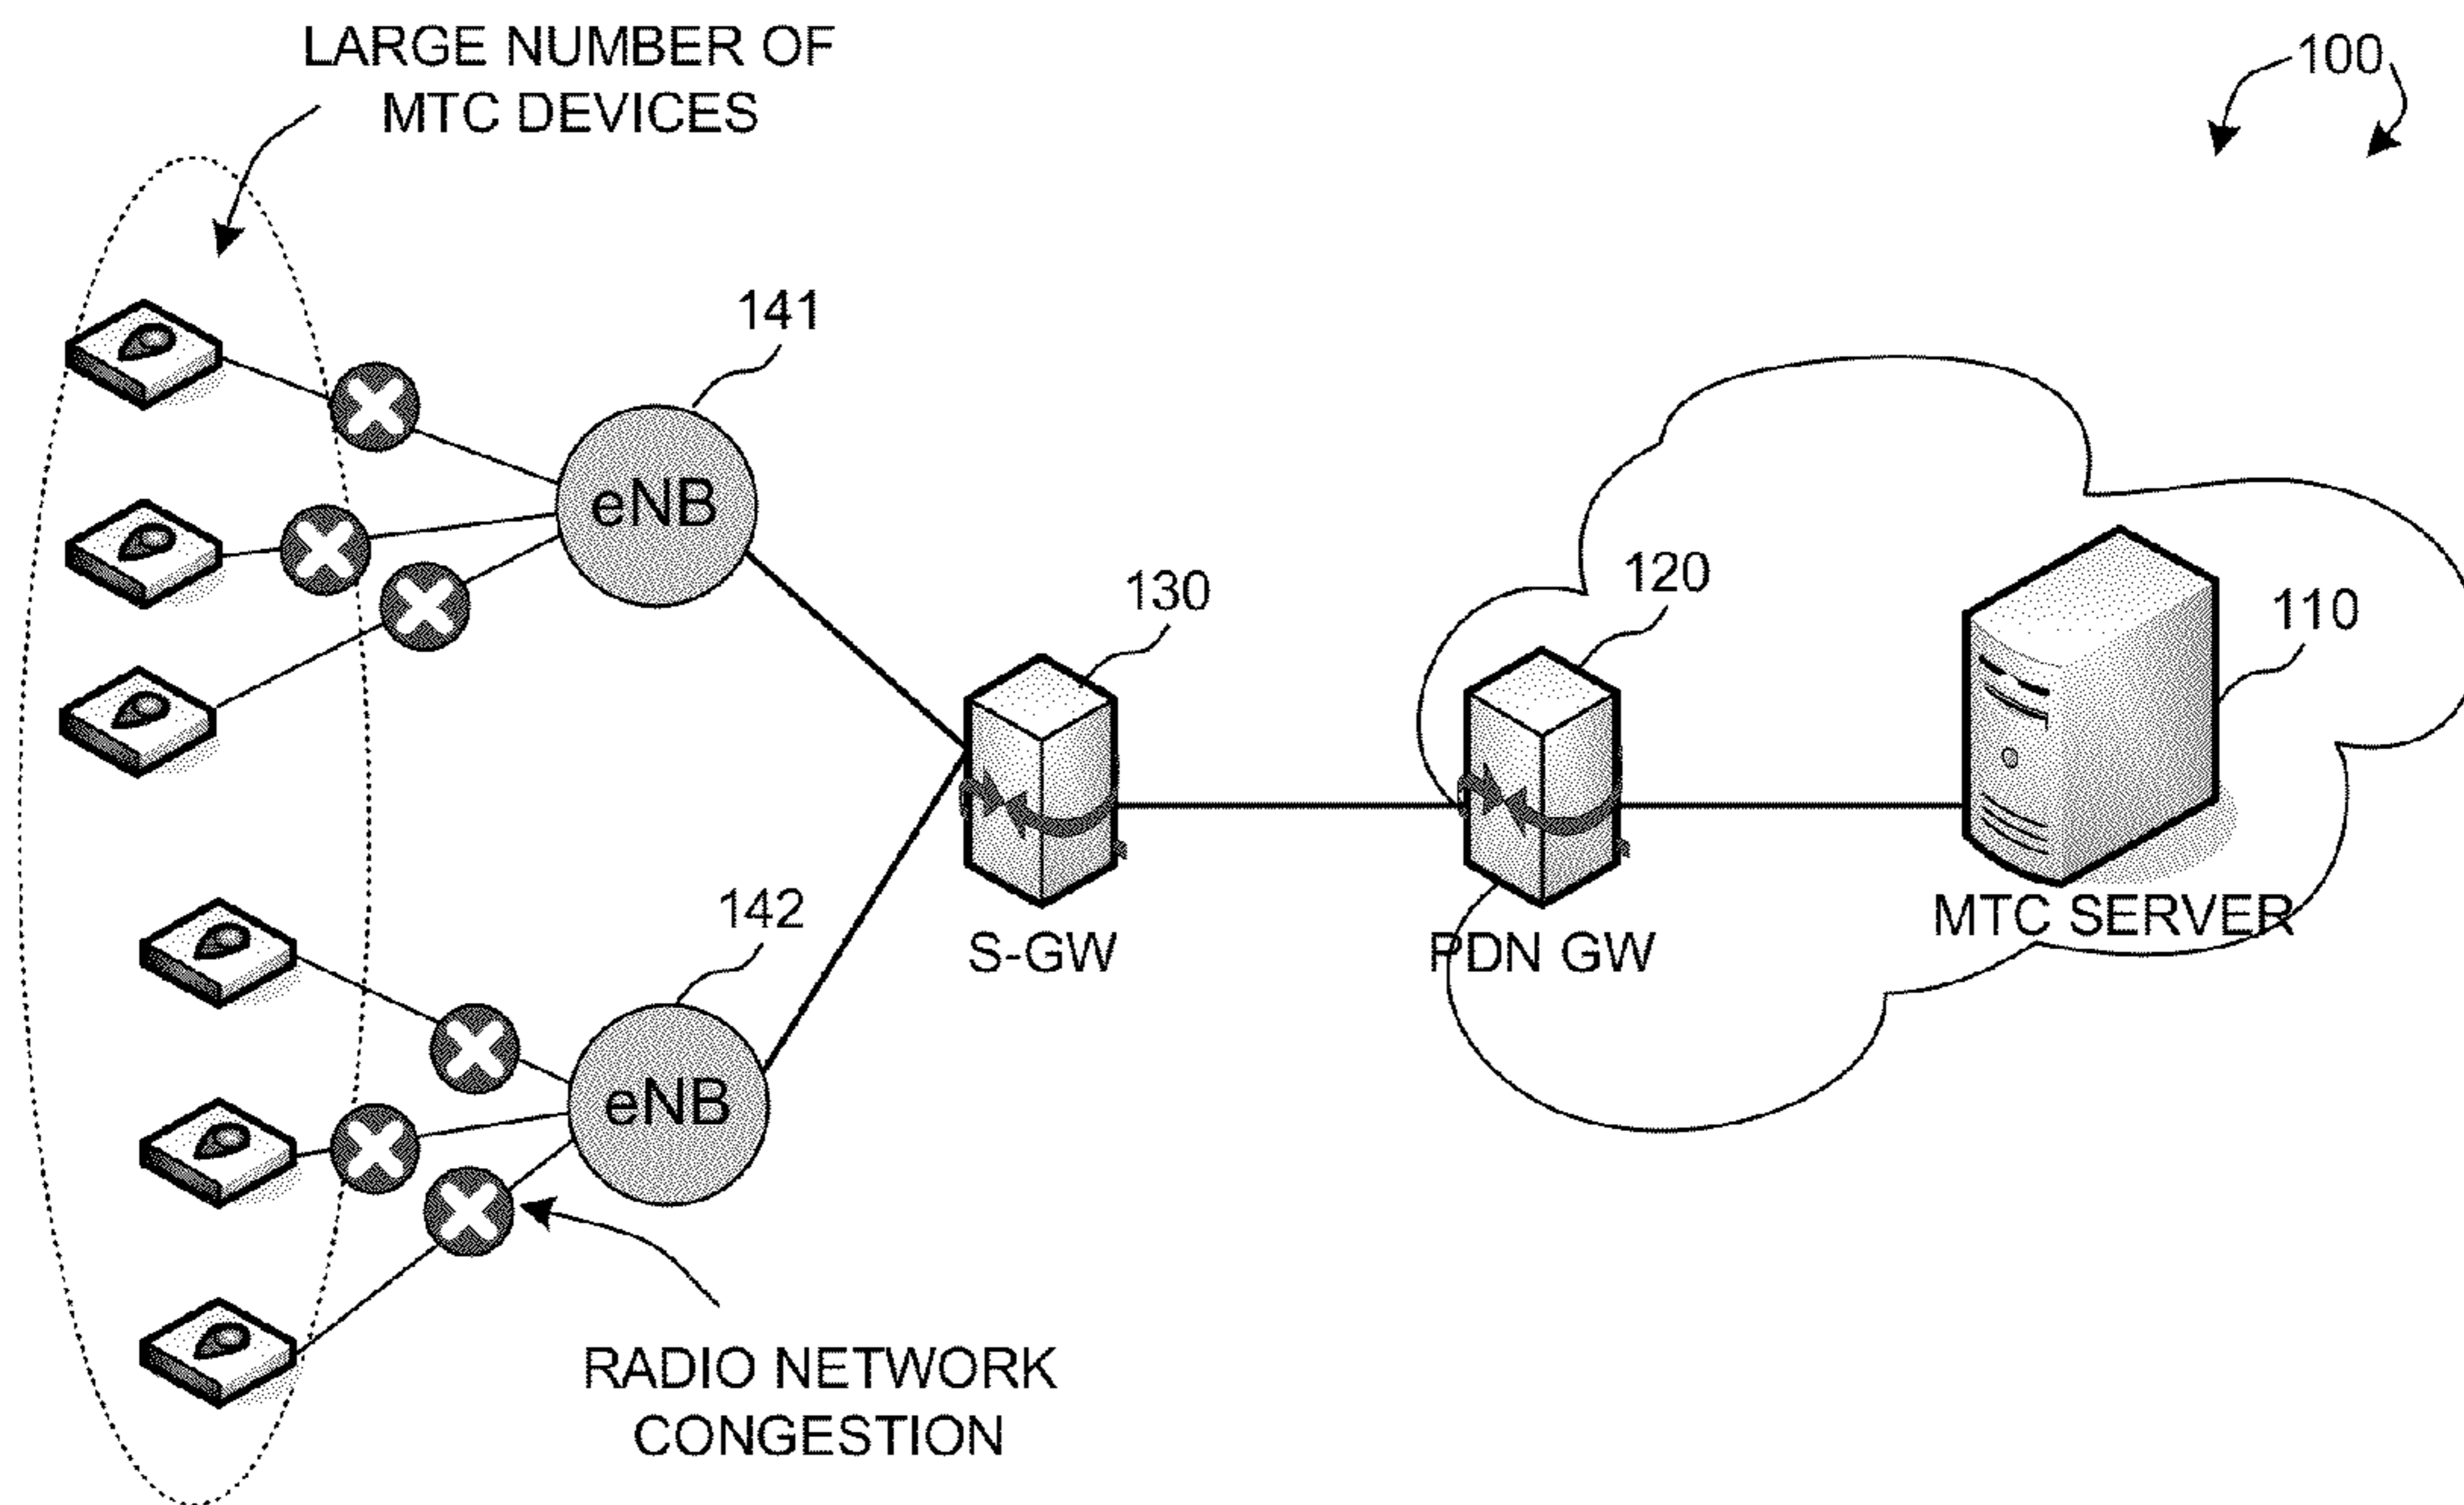 LARGE NUMBER OF
MTC DEVICES
100
141
eNB
130
120
110
S-GW
PDN GW
MTC SERVER
142
eNB
RADIO NETWORK
CONGESTION